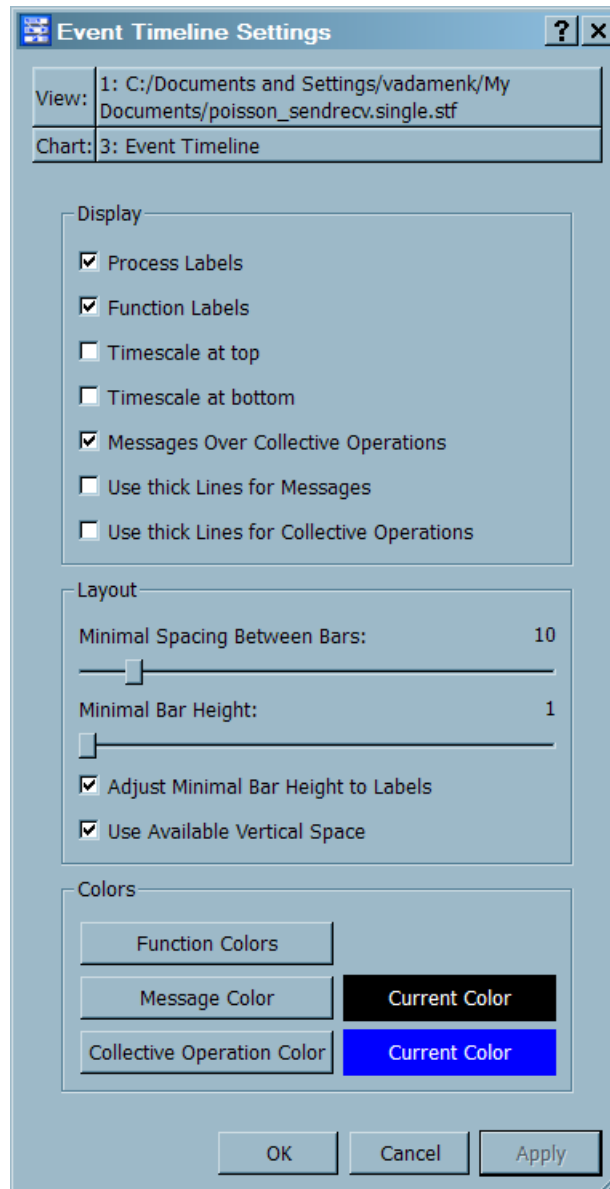 Event Timeline Settings
View: 1: C:/Documents and Settings/vadamenk/My
Documents/poisson_sendrecv.single.stf
Chart: 3: Event Timeline
Display
Process Labels
Function Labels
Timescale at top
Timescale at bottom
Messages Over Collective Operations
Use thick Lines for Messages
Use thick Lines for Collective Operations
Layout
Minimal Spacing Between Bars: 10
Minimal Bar Height: 1
Adjust Minimal Bar Height to Labels
Use Available Vertical Space
Colors
Function Colors
Message Color Current Color
Collective Operation Color Current Color
OK Cancel Apply